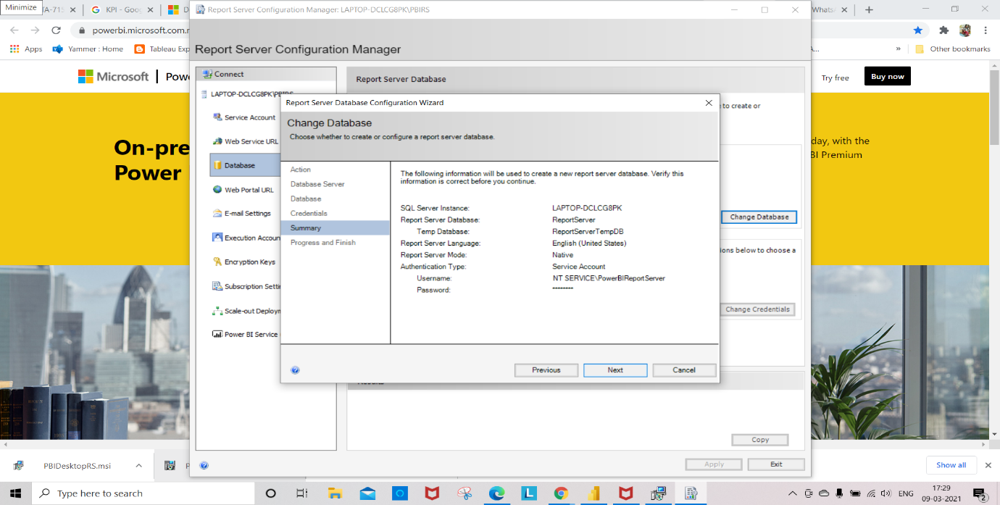 Minimize
TA-715
KPI - Goog
Report Server Configuration Manager: LAPTOP-DCLCG8PK\PBIRS
WhatsA
powerbi.microsoft.com
Apps
Yammer : Home
Tableau Exp
A...
»
Other bookmarks
Report Server Configuration Manager
Microsoft
Powe
Try free
Buy now
On-pre
Power
day, with the
BI Premium
Connect
LAPTOP-DCLCG8PK\PBIRS
Service Account
Web Service URL
Database
Web Portal URL
E-mail Settings
Execution Accoun
Encryption Keys
Subscription Setti
Scale-out Deploym
Power BI Service
Report Server Database
e to create or
Change Database
ions below to choose a
Change Credentials
Results
Copy
Apply
Exit
Report Server Database Configuration Wizard
Change Database
Choose whether to create or configure a report server database.
Action
Database Server
Database
Credentials
Summary
Progress and Finish
The following information will be used to create a new report server database. Verify this
information is correct before you continue.
SQL Server Instance: LAPTOP-DCLCG8PK
Report Server Database: ReportServer
Temp Database: ReportServerTempDB
Report Server Language: English (United States)
Report Server Mode: Native
Authentication Type: Service Account
Username: NT SERVICE\PowerBIReportServer
Password: ********
Previous
Next
Cancel
PBIDesktopRS.msi
Show all
Type here to search
ENG
17:29
09-03-2021
2